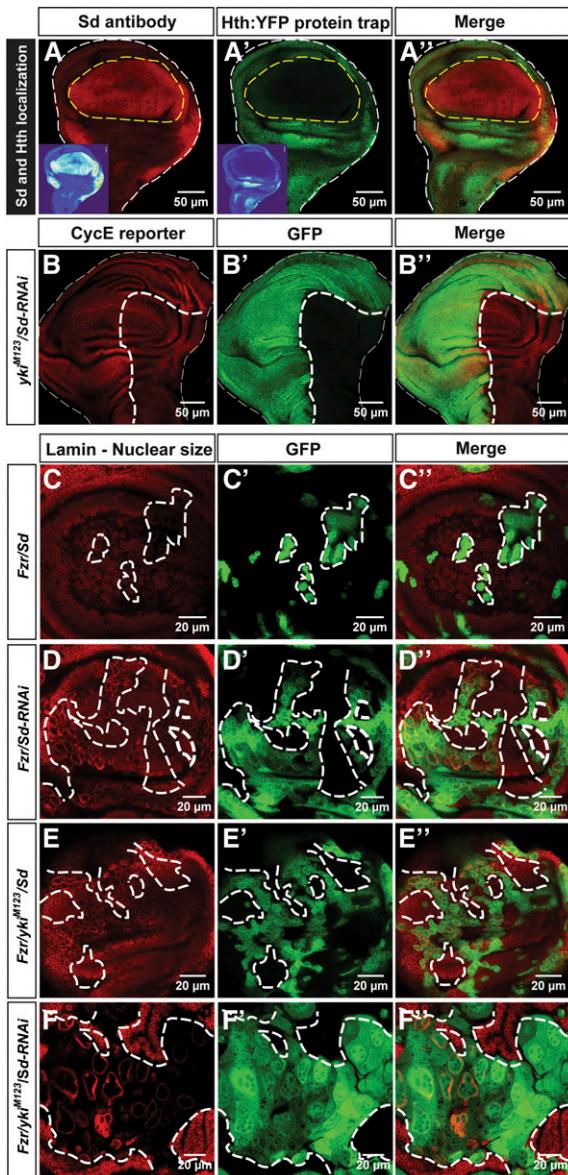 Sd antibody
Hth:YFP protein trap
Merge
Sd and Hth localization
A
A'
A''
50 µm
50 µm
50 µm
CycE reporter
GFP
Merge
yki^M123/Sd-RNAi
B
B'
B''
50 µm
50 µm
50 µm
Lamin - Nuclear size
GFP
Merge
Fzr/Sd
C
C'
C''
20 µm
20 µm
20 µm
Fzr/Sd-RNAi
D
D'
D''
20 µm
20 µm
20 µm
Fzr/yki^M123/Sd
E
E'
E''
20 µm
20 µm
20 µm
Fzr/yki^M123/Sd-RNAi
F
F'
F''
20 µm
20 µm
20 µm